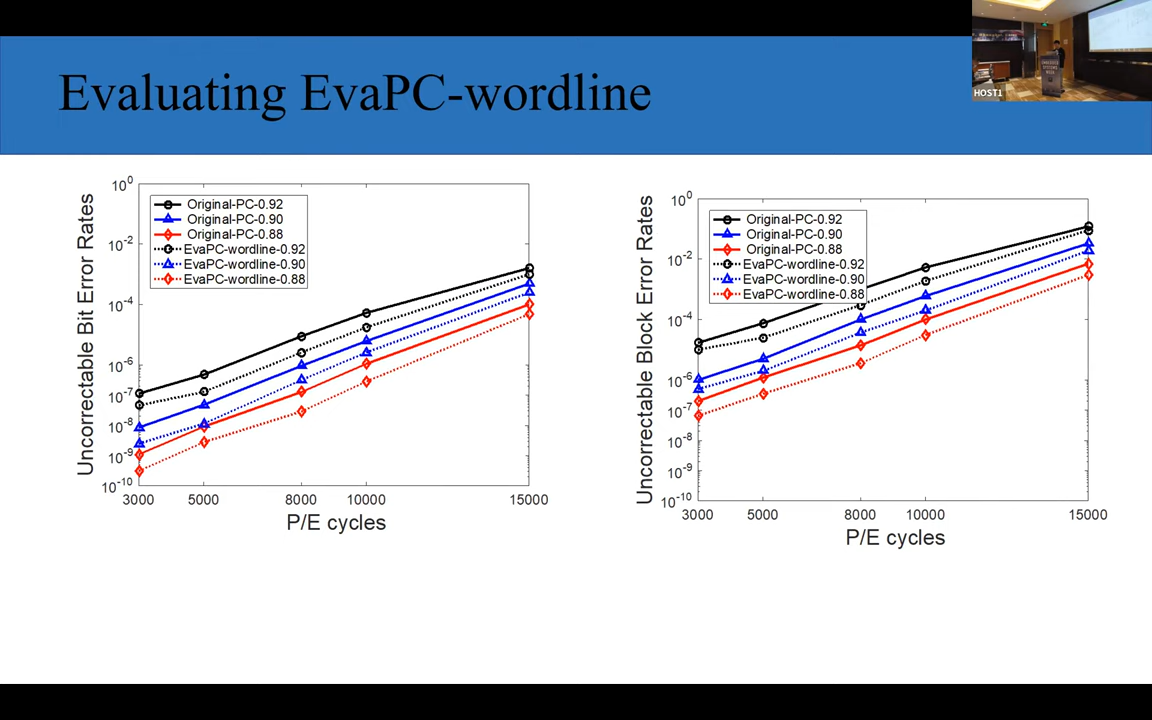 Evaluating EvaPC-wordline
HOST1
Uncorrectable Bit Error Rates
10^0
10^-2
10^-4
10^-6
10^-7
10^-8
10^-9
10^-10
Original-PC-0.92
Original-PC-0.90
Original-PC-0.88
EvaPC-wordline-0.92
EvaPC-wordline-0.90
EvaPC-wordline-0.88
3000 5000 8000 10000 15000
P/E cycles
Uncorrectable Block Error Rates
10^0
10^-2
10^-4
10^-6
10^-7
10^-8
10^-9
10^-10
Original-PC-0.92
Original-PC-0.90
Original-PC-0.88
EvaPC-wordline-0.92
EvaPC-wordline-0.90
EvaPC-wordline-0.88
3000 5000 8000 10000 15000
P/E cycles